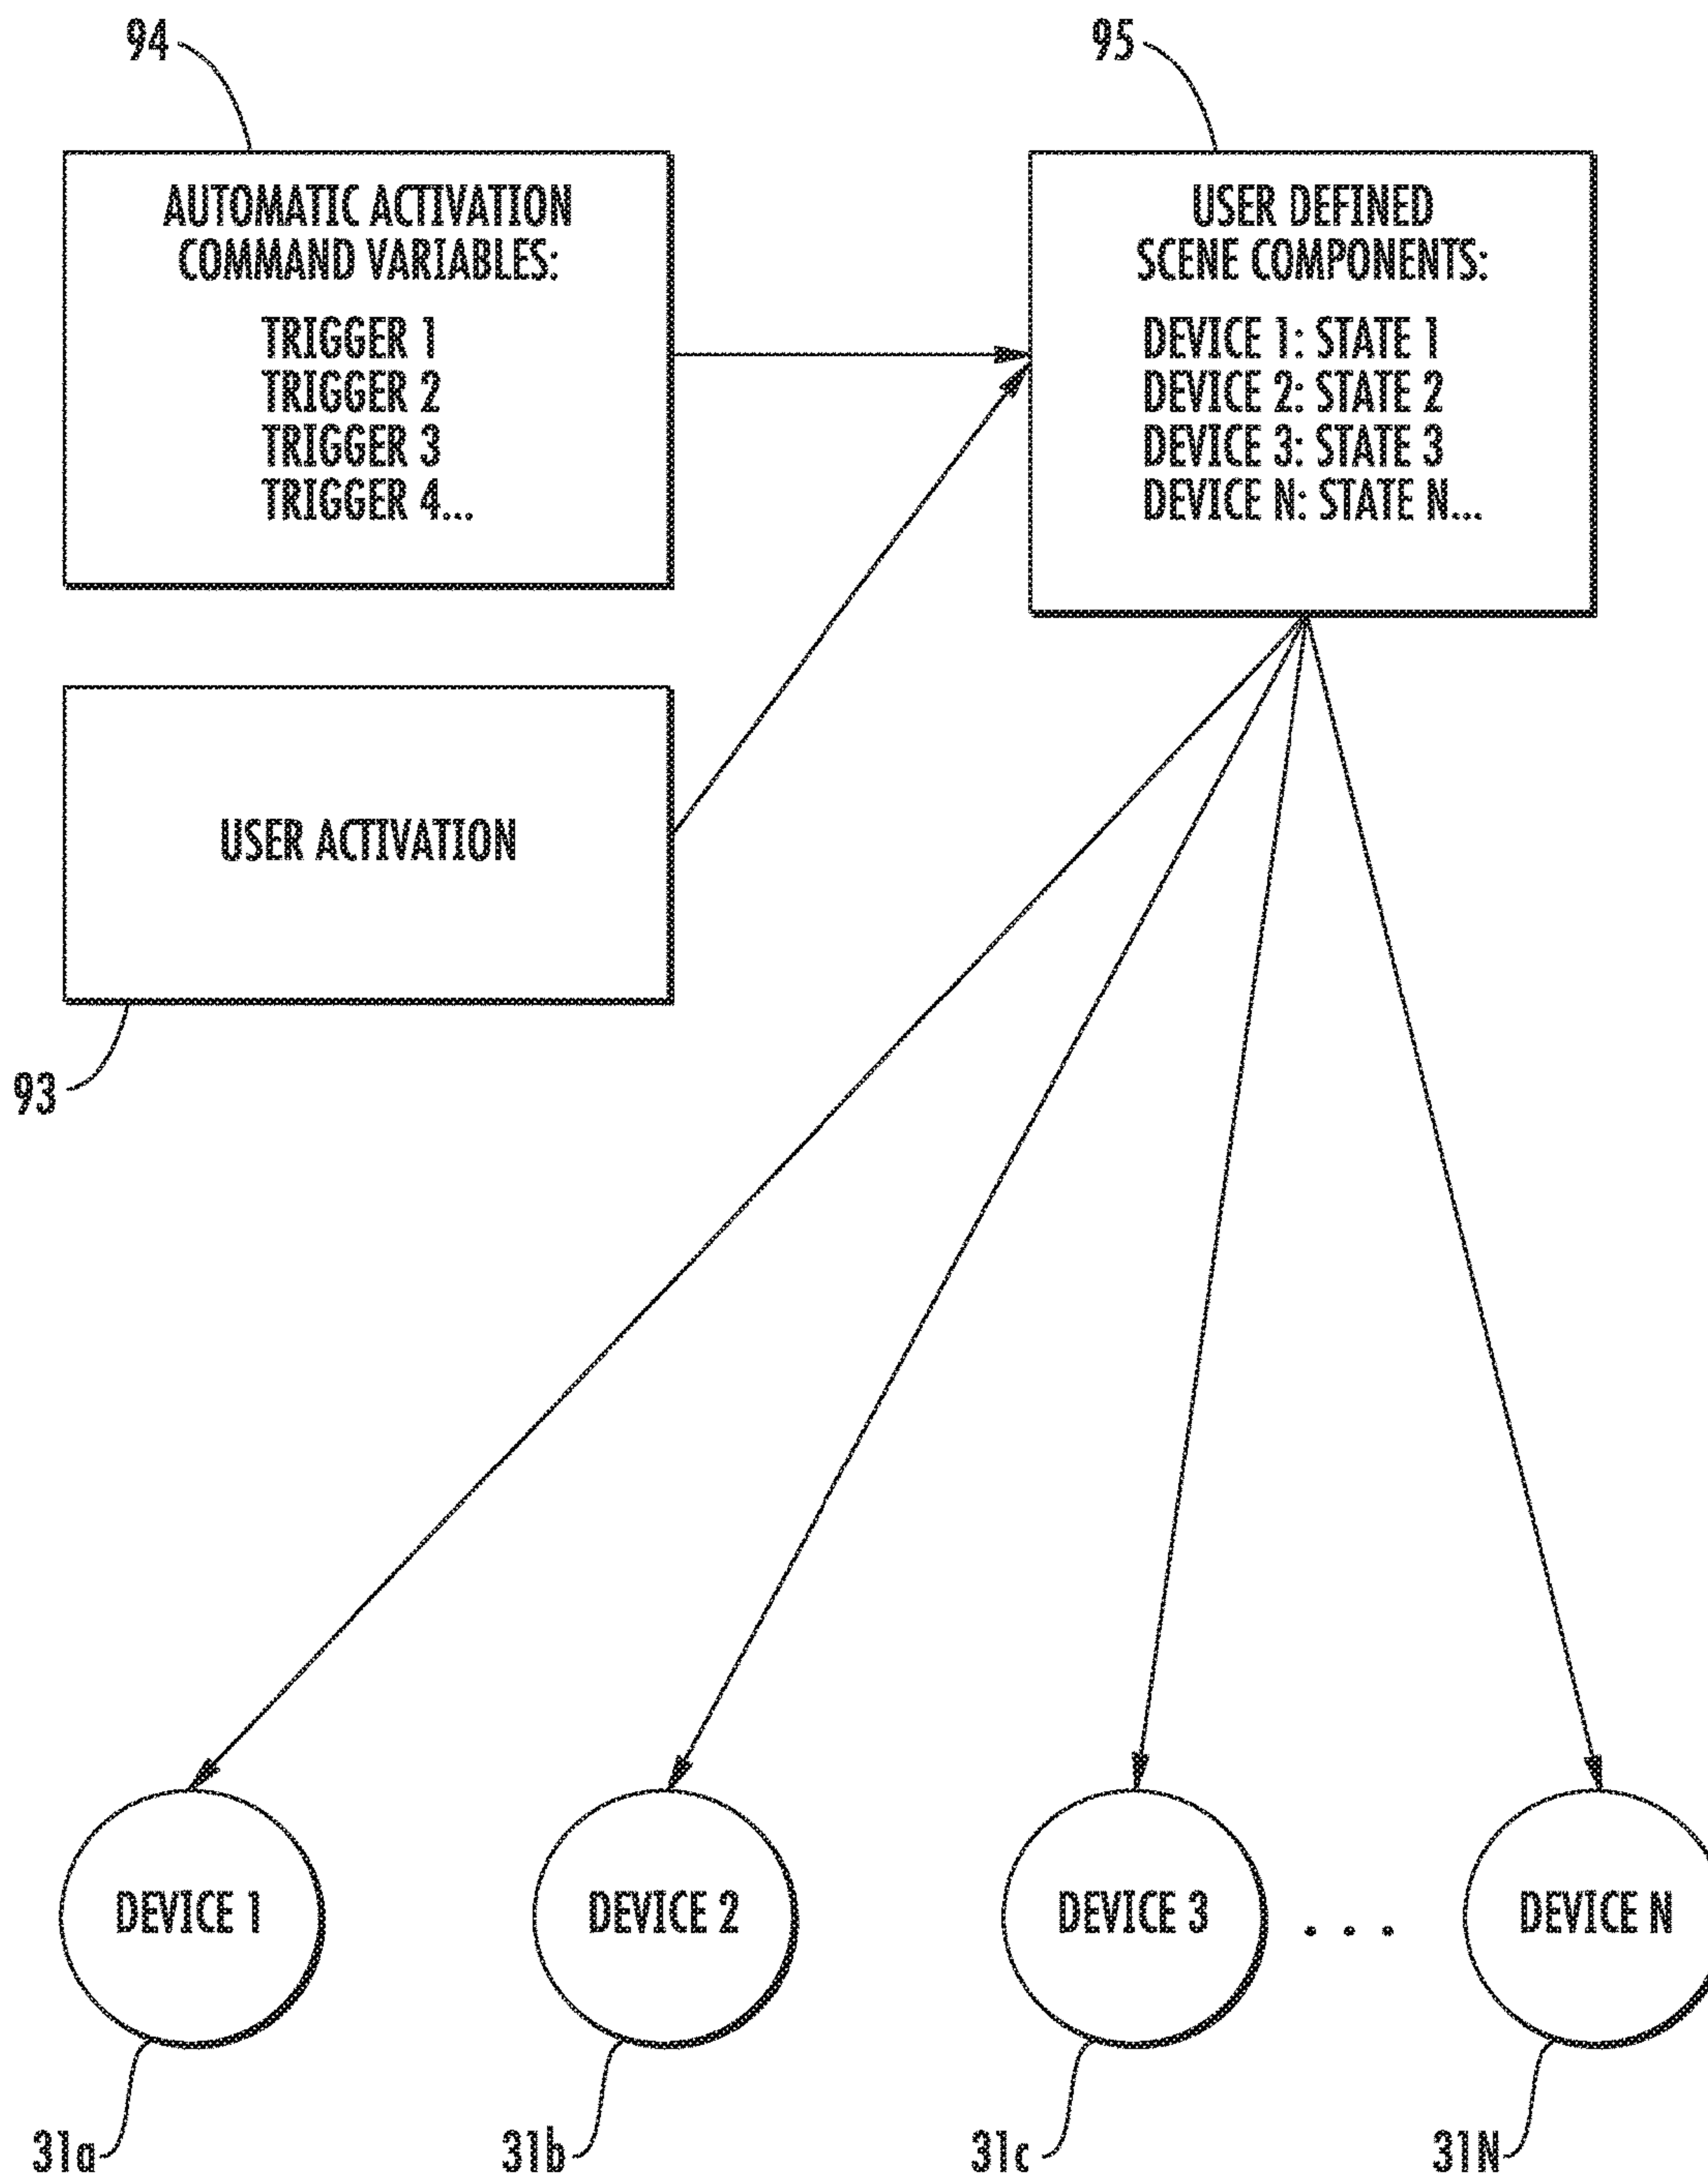 94
95
AUTOMATIC ACTIVATION
COMMAND VARIABLES:
TRIGGER 1
TRIGGER 2
TRIGGER 3
TRIGGER 4...
USER DEFINED
SCENE COMPONENTS:
DEVICE 1: STATE 1
DEVICE 2: STATE 2
DEVICE 3: STATE 3
DEVICE N: STATE N...
USER ACTIVATION
93
DEVICE 1
DEVICE 2
DEVICE 3
. . .
DEVICE N
31a
31b
31c
31N